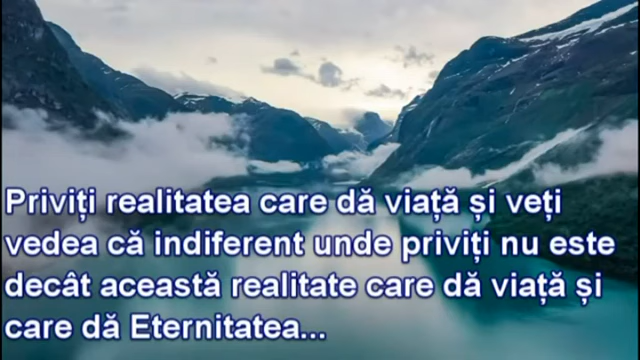 Priviți realitatea care dă viață și veți
vedea că indiferent unde priviți nu este
decât această realitate care dă viață și
care dă Eternitatea...